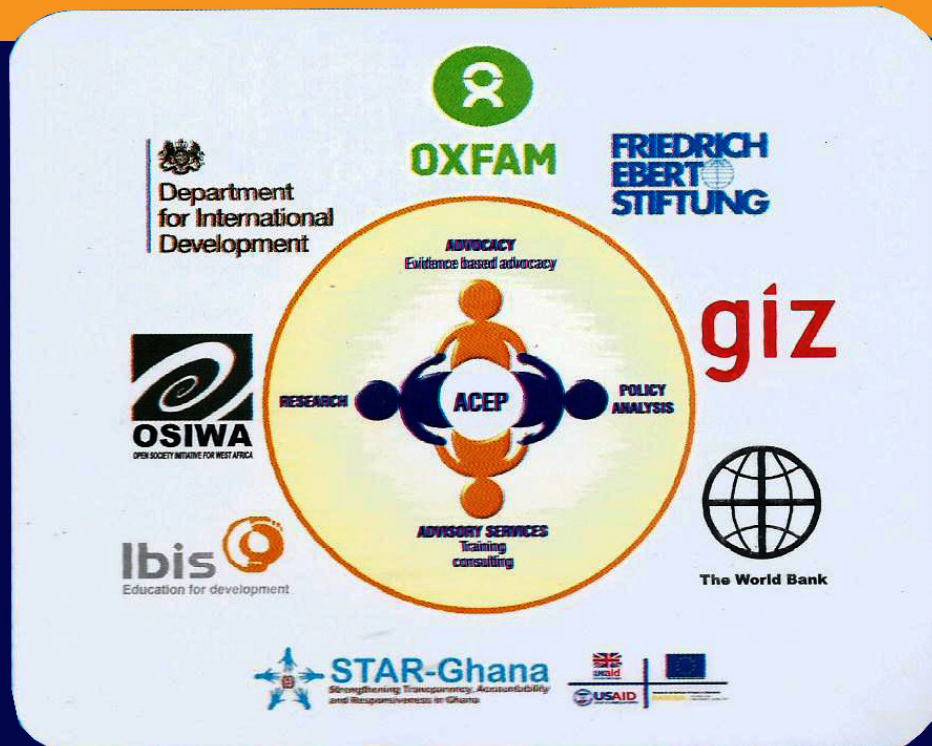 OXFAM
FRIEDRICH
EBERT
STIFTUNG
Department
for International
Development
ADVOCACY
Evidence based advocacy
giz
RESEARCH
ACEP
POLICY
ANALYSIS
OSIWA
OPEN SOCIETY INITIATIVE FOR WEST AFRICA
ADVISORY SERVICES
Training
consulting
Ibis
Education for development
The World Bank
STAR-Ghana
Strengthening Transparency, Accountability
and Responsiveness in Ghana
UKaid
USAID